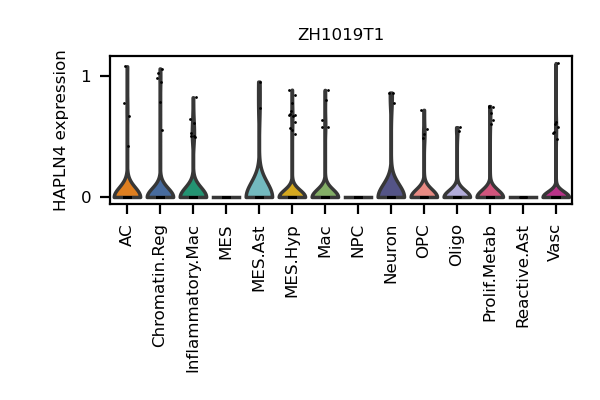 ZH1019T1
HAPLN4 expression
1
0
AC
Chromatin.Reg
Inflammatory.Mac
MES
MES.Ast
MES.Hyp
Mac
NPC
Neuron
OPC
Oligo
Prolif.Metab
Reactive.Ast
Vasc